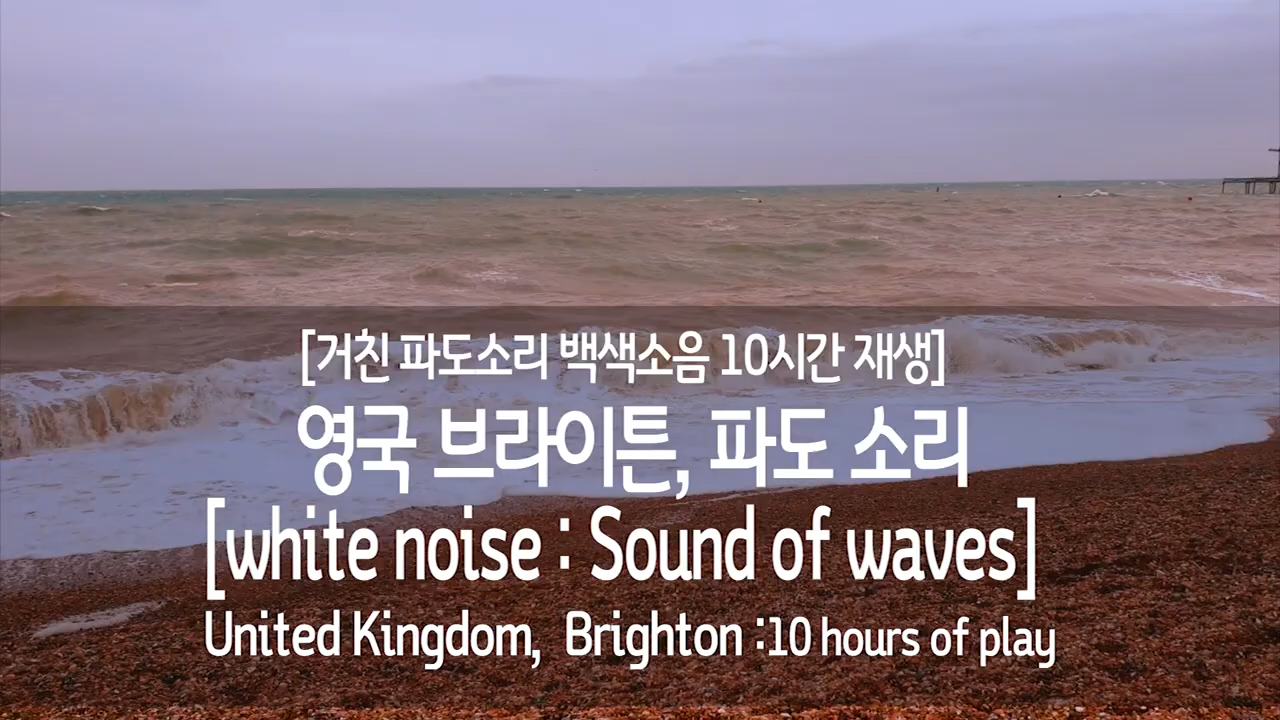 [거친 파도소리 백색소음 10시간 재생]
영국 브라이튼, 파도 소리
[white noise : Sound of waves]
United Kingdom, Brighton :10 hours of play